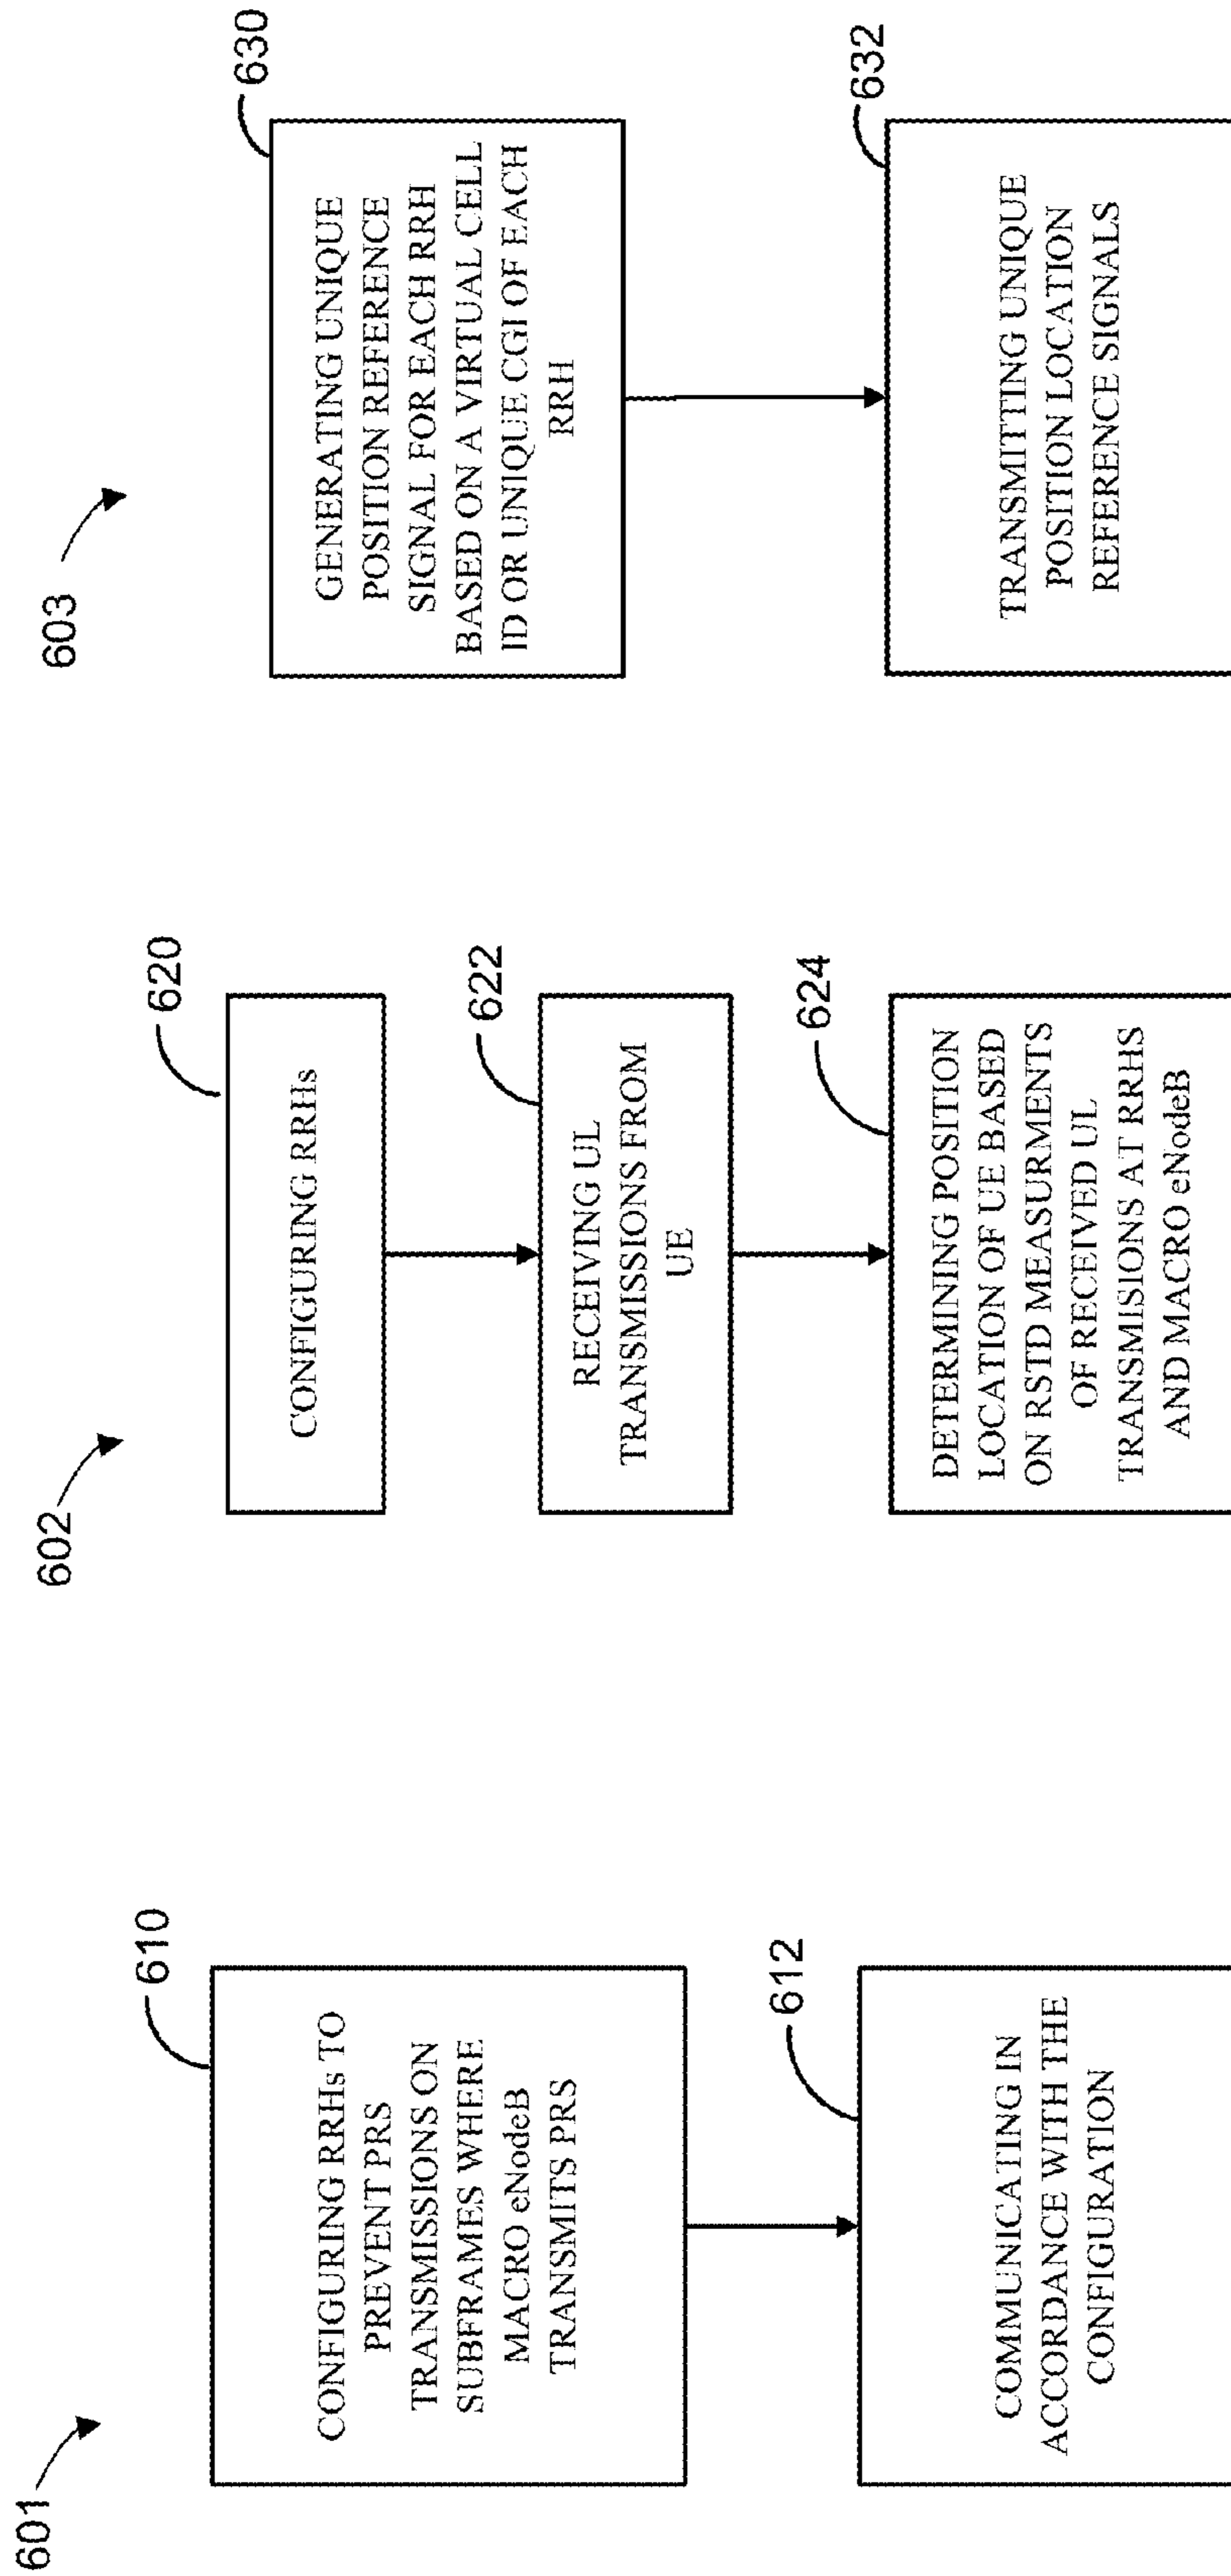 601
610
CONFIGURING RRHs TO
PREVENT PRS
TRANSMISSIONS ON
SUBFRAMES WHERE
MACRO eNodeB
TRANSMITS PRS
612
COMMUNICATING IN
ACCORDANCE WITH THE
CONFIGURATION
602
620
CONFIGURING RRHs
622
RECEIVING UL
TRANSMISSIONS FROM
UE
624
DETERMINING POSITION
LOCATION OF UE BASED
ON RSTD MEASURMENTS
OF RECEIVED UL
TRANSMISIONS AT RRHS
AND MACRO eNodeB
603
630
GENERATING UNIQUE
POSITION REFERENCE
SIGNAL FOR EACH RRH
BASED ON A VIRTUAL CELL
ID OR UNIQUE CGI OF EACH
RRH
632
TRANSMITTING UNIQUE
POSITION LOCATION
REFERENCE SIGNALS